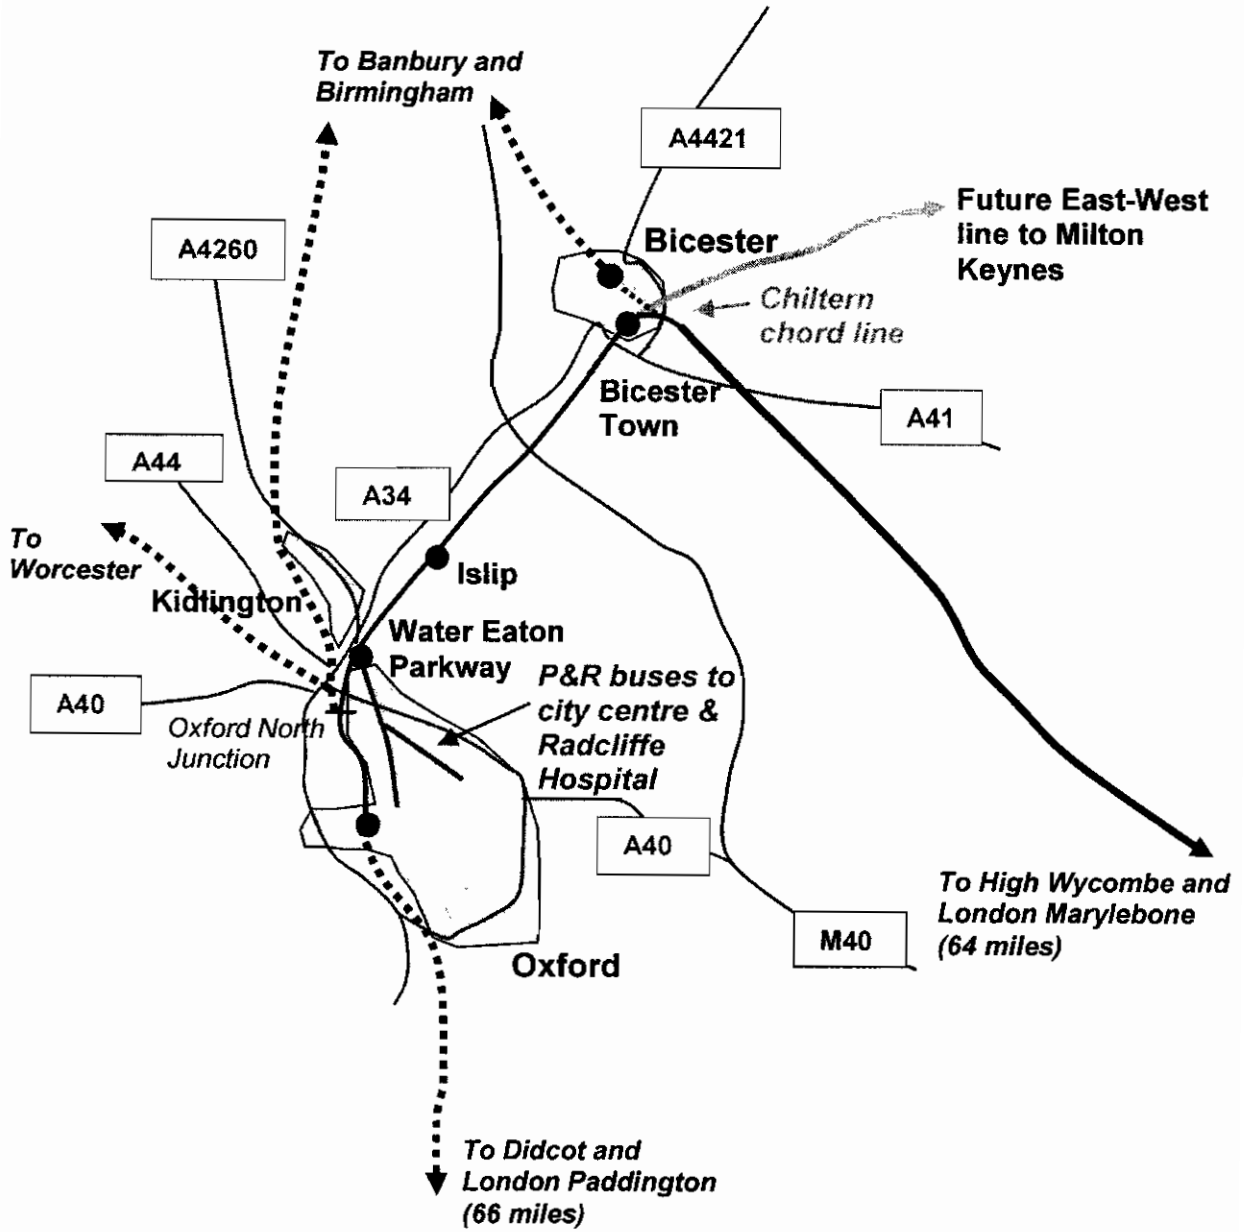 To Banbury and
Birmingham
A4421
Future East-West
line to Milton
Keynes
A4260
Bicester
Chiltern
chord line
Bicester
Town
A41
A44
A34
To
Worcester
Islip
Kidlington
Water Eaton
Parkway
P&R buses to
city centre &
Radcliffe
Hospital
A40
Oxford North
Junction
A40
To High Wycombe and
London Marylebone
(64 miles)
M40
Oxford
To Didcot and
London Paddington
(66 miles)